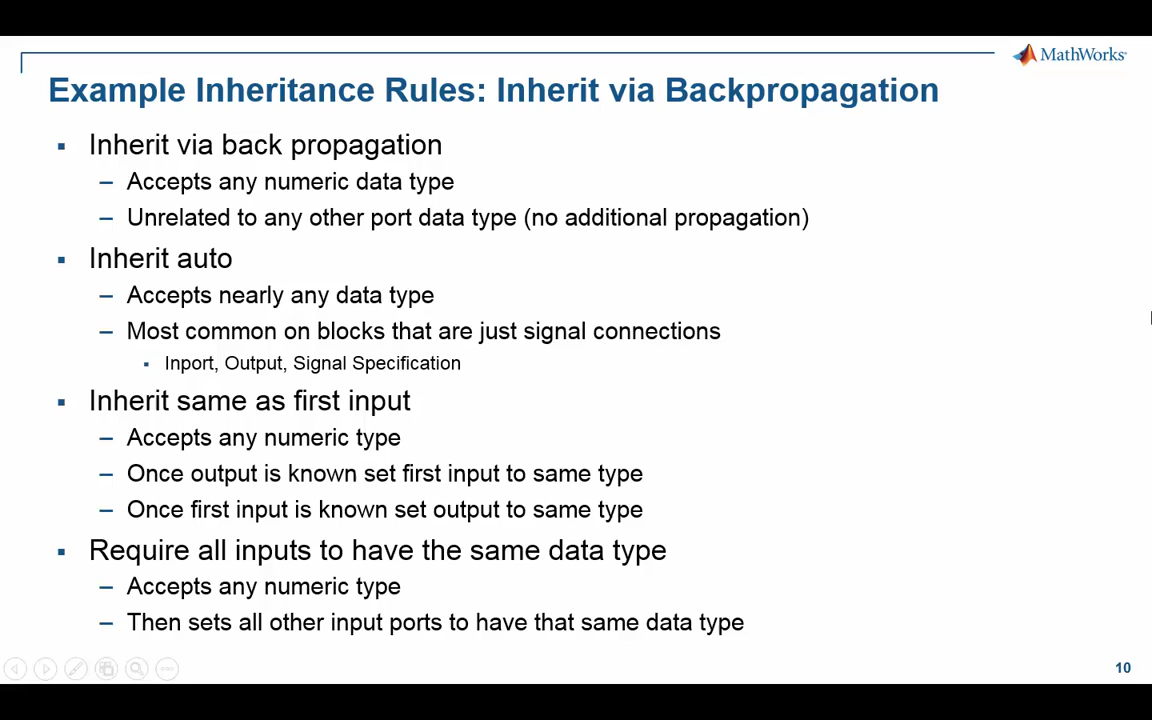 MathWorks
Example Inheritance Rules: Inherit via Backpropagation
Inherit via back propagation
– Accepts any numeric data type
– Unrelated to any other port data type (no additional propagation)
Inherit auto
– Accepts nearly any data type
– Most common on blocks that are just signal connections
Inport, Output, Signal Specification
Inherit same as first input
– Accepts any numeric type
– Once output is known set first input to same type
– Once first input is known set output to same type
Require all inputs to have the same data type
– Accepts any numeric type
– Then sets all other input ports to have that same data type
10